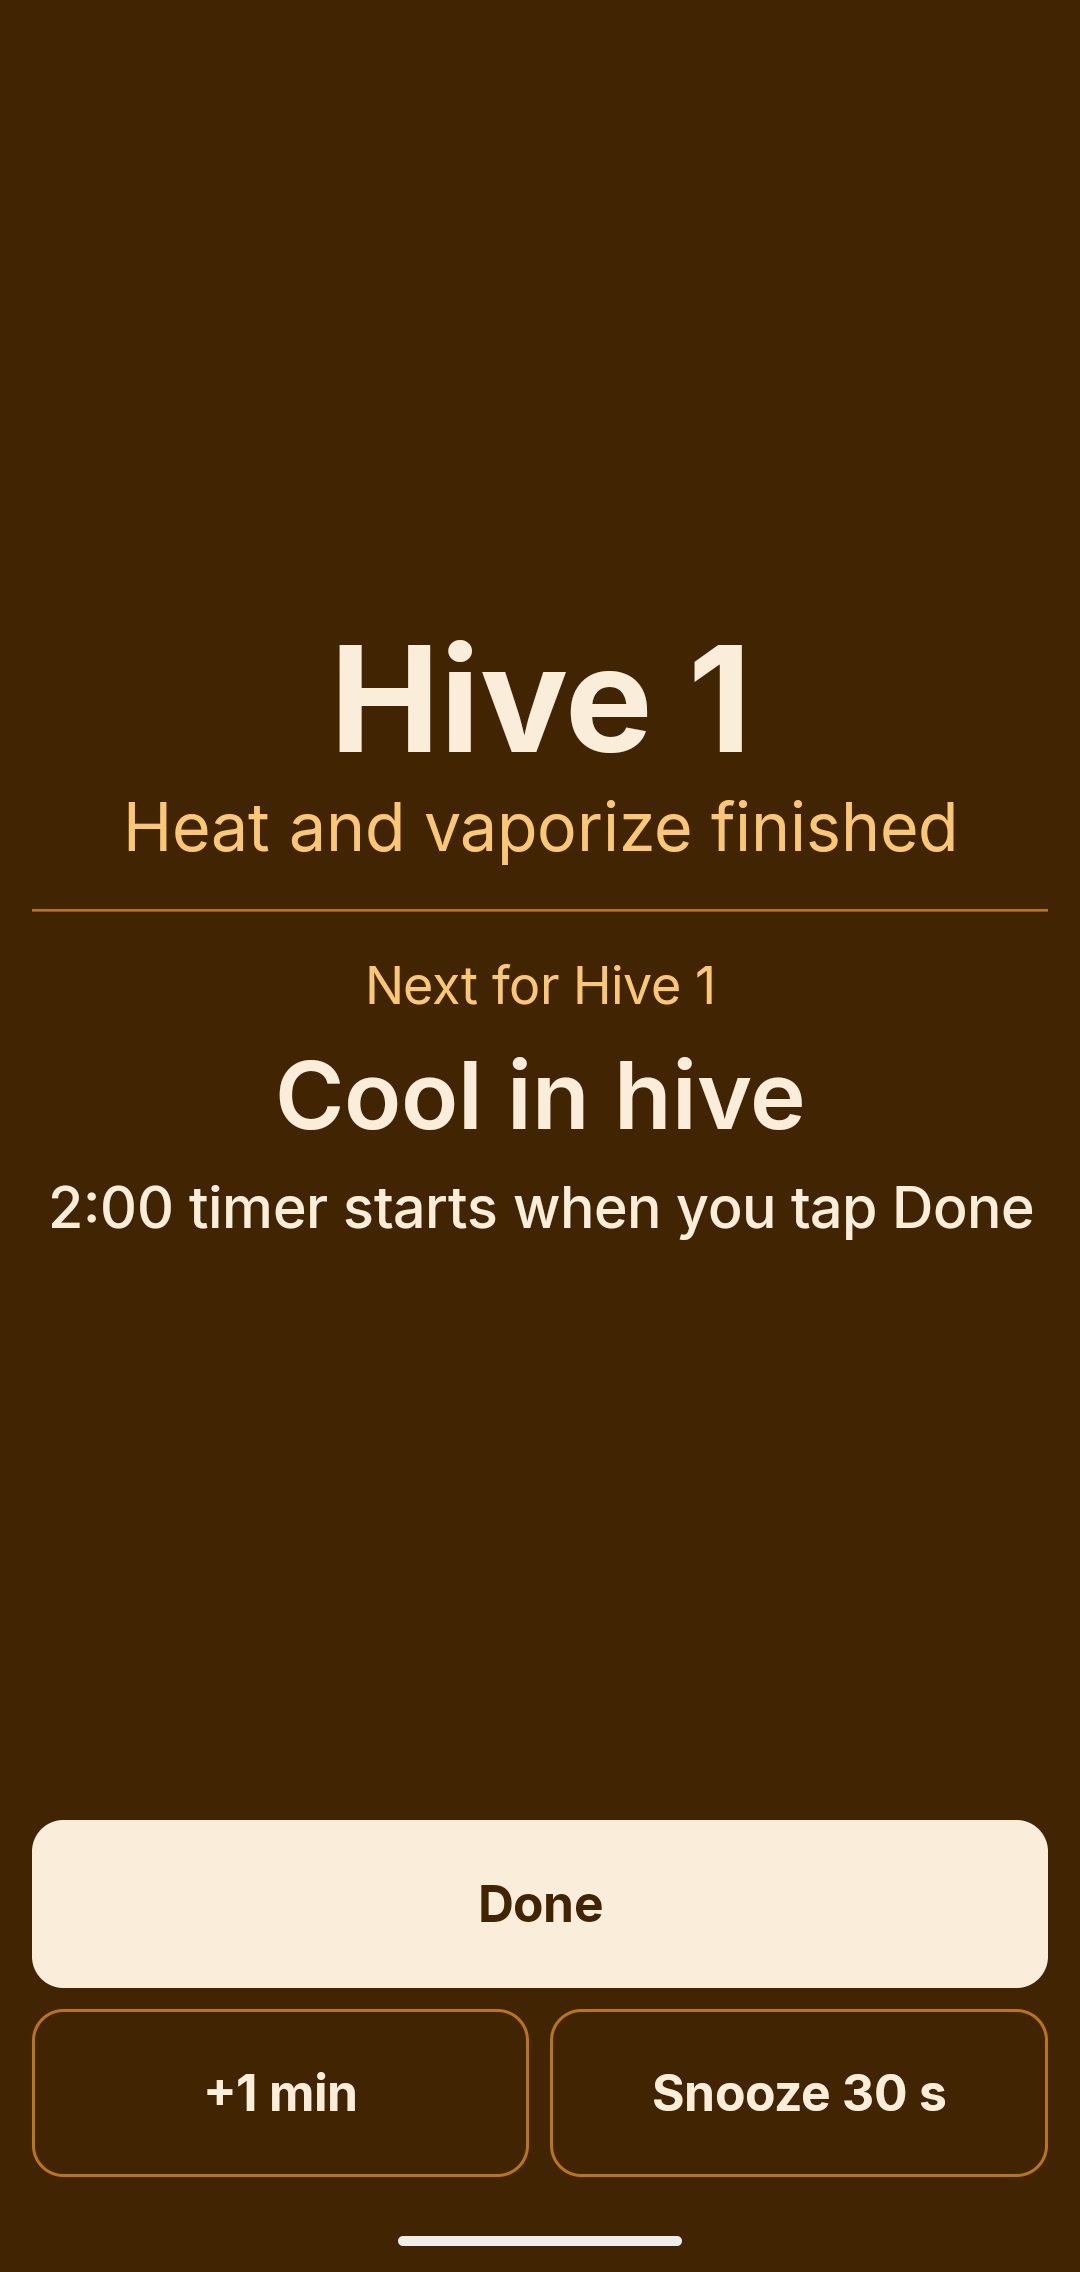 Hive 1
Heat and vaporize finished
Next for Hive 1
Cool in hive
2:00 timer starts when you tap Done
Done
+1 min
Snooze 30 s